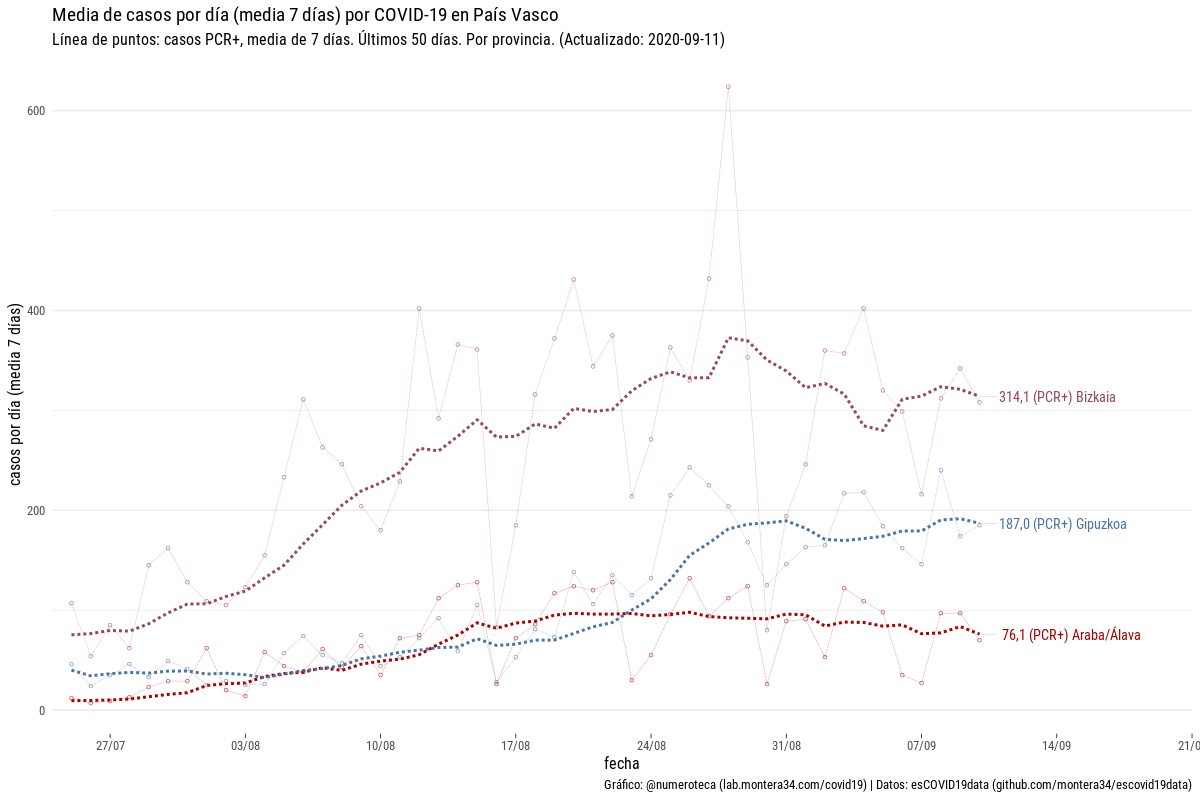 Media de casos por día (media 7 días) por COVID-19 en País Vasco
Línea de puntos: casos PCR+, media de 7 días. Últimos 50 días. Por provincia. (Actualizado: 2020-09-11)
casos por día (media 7 días)
600
400
200
0
314,1 (PCR+) Bizkaia
187,0 (PCR+) Gipuzkoa
76,1 (PCR+) Araba/Álava
27/07
03/08
10/08
17/08
24/08
31/08
07/09
14/09
21/0
fecha
Gráfico: @numeroteca (lab.montera34.com/covid19) | Datos: esCOVID19data (github.com/montera34/escovid19data)